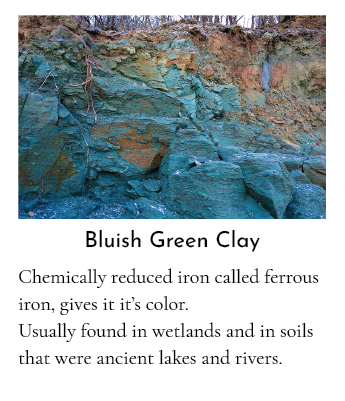 Bluish Green Clay
Chemically reduced iron called ferrous
iron, gives it it’s color.
Usually found in wetlands and in soils
that were ancient lakes and rivers.